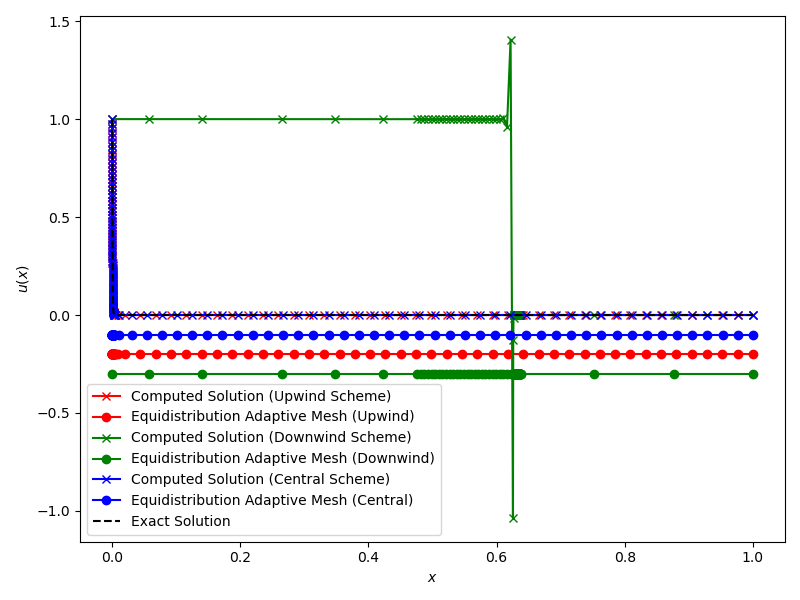 1.5
1.0
0.5
0.0
−0.5
−1.0
u(x)
Computed Solution (Upwind Scheme)
Equidistribution Adaptive Mesh (Upwind)
Computed Solution (Downwind Scheme)
Equidistribution Adaptive Mesh (Downwind)
Computed Solution (Central Scheme)
Equidistribution Adaptive Mesh (Central)
Exact Solution
0.0 0.2 0.4 0.6 0.8 1.0
x